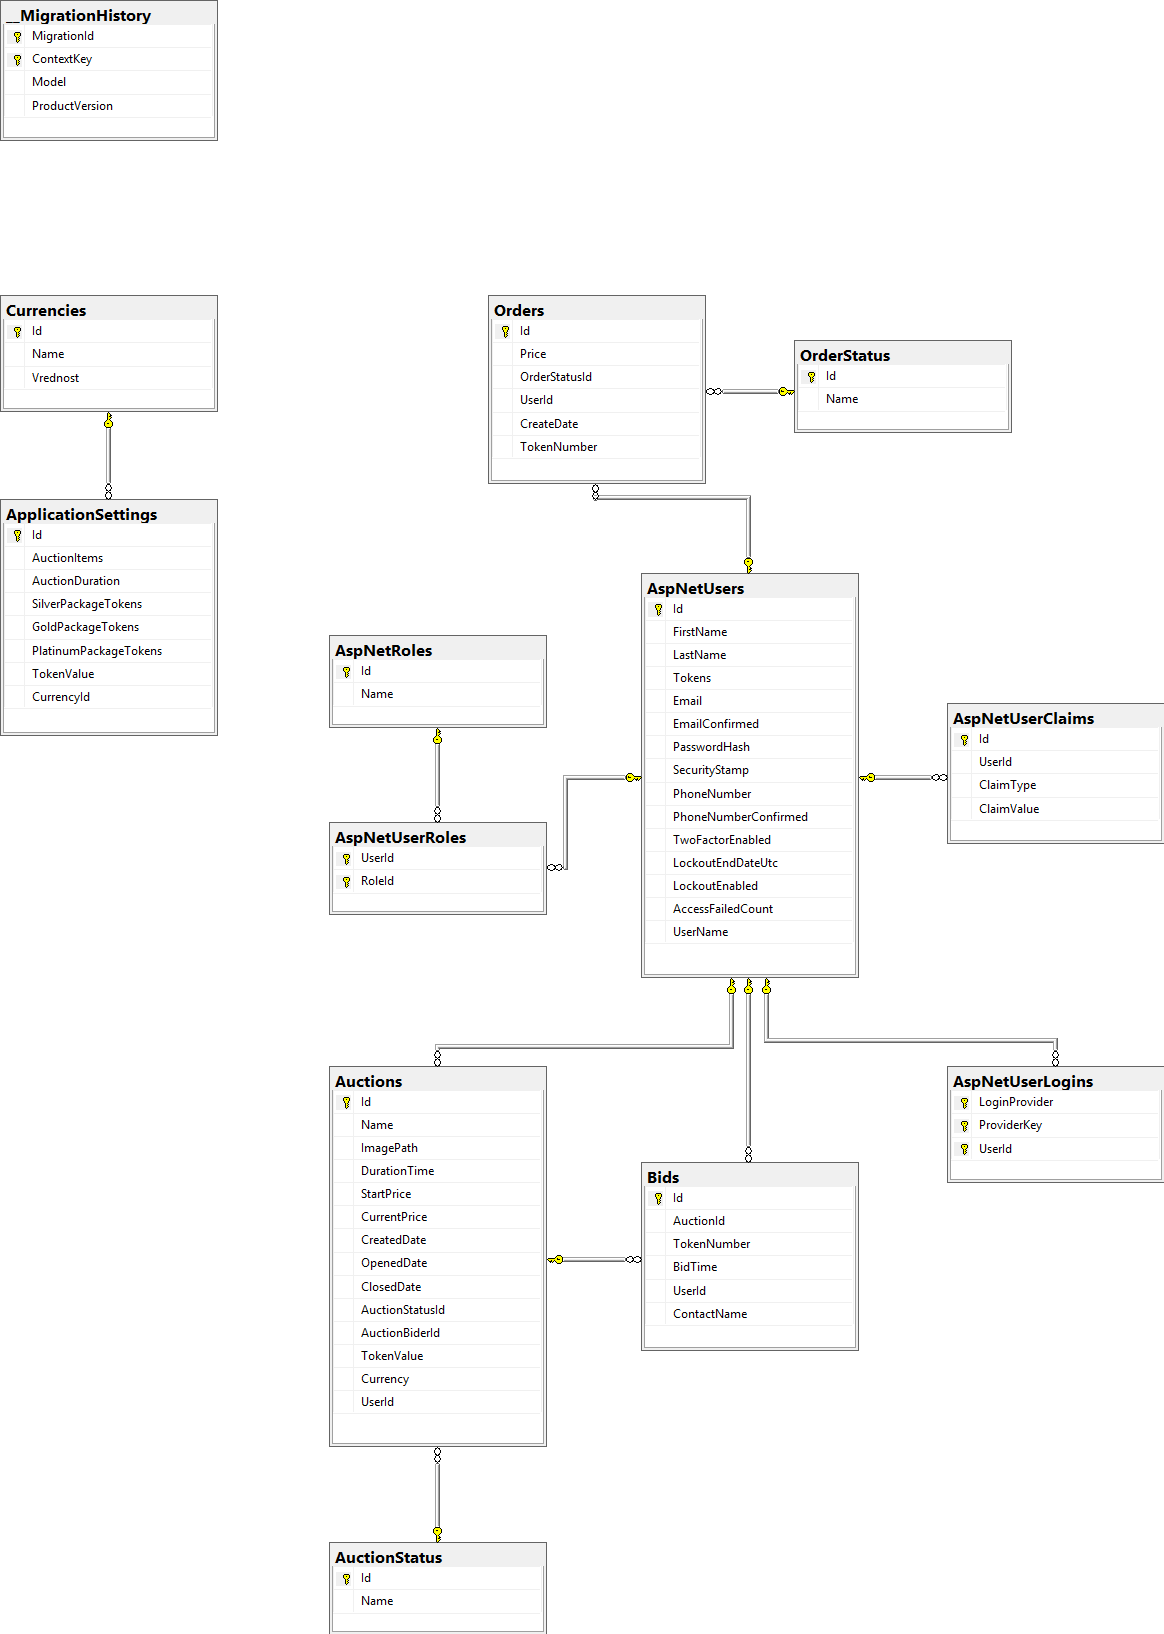 __MigrationHistory
MigrationId
ContextKey
Model
ProductVersion
Currencies
Id
Name
Vrednost
Orders
Id
Price
OrderStatusId
UserId
CreateDate
TokenNumber
OrderStatus
Id
Name
ApplicationSettings
Id
AuctionItems
AuctionDuration
SilverPackageTokens
GoldPackageTokens
PlatinumPackageTokens
TokenValue
CurrencyId
AspNetUsers
Id
FirstName
LastName
Tokens
Email
EmailConfirmed
PasswordHash
SecurityStamp
PhoneNumber
PhoneNumberConfirmed
TwoFactorEnabled
LockoutEndDateUtc
LockoutEnabled
AccessFailedCount
UserName
AspNetRoles
Id
Name
AspNetUserClaims
Id
UserId
ClaimType
ClaimValue
AspNetUserRoles
UserId
RoleId
Auctions
Id
Name
ImagePath
DurationTime
StartPrice
CurrentPrice
CreatedDate
OpenedDate
ClosedDate
AuctionStatusId
AuctionBiderId
TokenValue
Currency
UserId
AspNetUserLogins
LoginProvider
ProviderKey
UserId
Bids
Id
AuctionId
TokenNumber
BidTime
UserId
ContactName
AuctionStatus
Id
Name